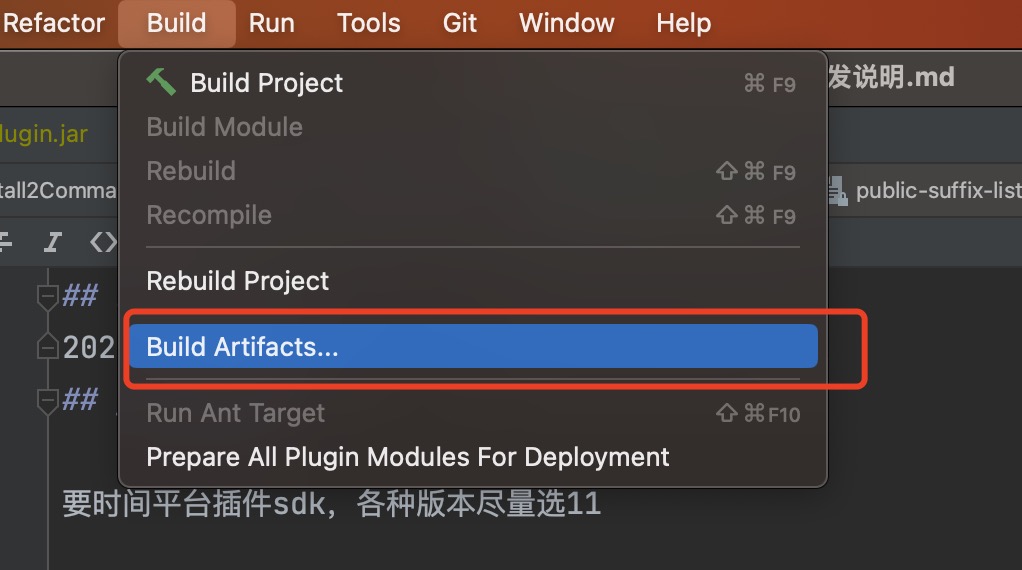 Refactor Build Run Tools Git Window Help
Build Project ⌘ F9
发说明.md
Build Module
lugin.jar
Rebuild ⇧ ⌘ F9
tall2Comma
public-suffix-list
Recompile ⇧ ⌘ F9
I <>
Rebuild Project
##
Build Artifacts...
202
##
Run Ant Target ⇧ ⌘F10
Prepare All Plugin Modules For Deployment
要时间平台插件sdk，各种版本尽量选11